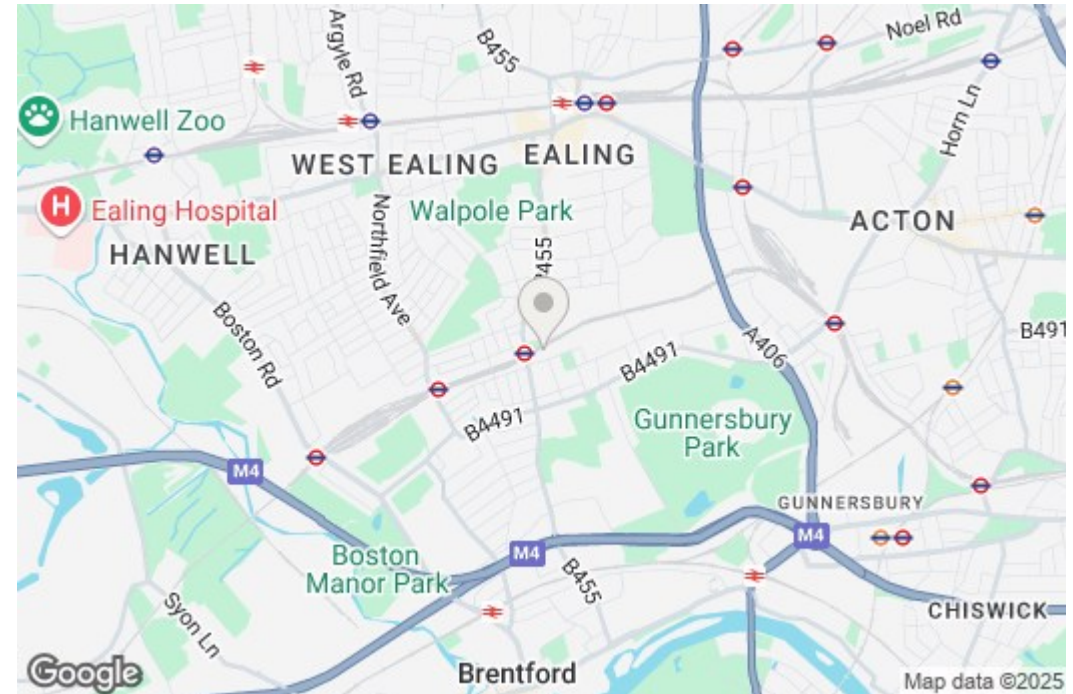 Noel Rd
Argyle Rd
B455
Horn Ln
Hanwell Zoo
WEST EALING
EALING
H
Ealing Hospital
Walpole Park
ACTON
HANWELL
Northfield Ave
B455
Boston Rd
A406
B491
B4491
B4491
Gunnersbury
Park
M4
GUNNERSBURY
M4
M4
Boston
Manor Park
B455
Syon Ln
CHISWICK
Brentford
Google
Map data ©2025